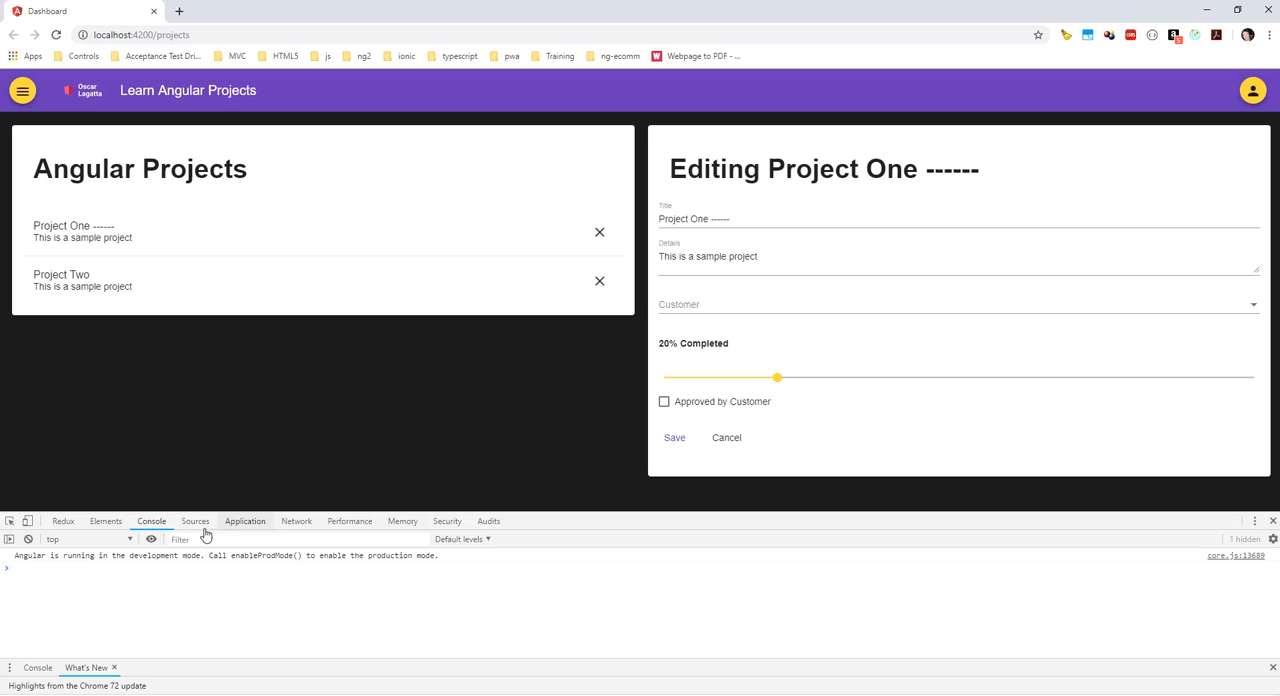 Dashboard
localhost:4200/projects
Apps Controls Acceptance Test Dri... MVC HTML5 js ng2 ionic typescript pwa Training ng-ecomm Webpage to PDF - ...
Oscar
Lagatta
Learn Angular Projects
Angular Projects
Project One ------
This is a sample project
Project Two
This is a sample project
Editing Project One ------
Title
Project One ------
Details
This is a sample project
Customer
20% Completed
Approved by Customer
Save Cancel
Redux Elements Console Sources Application Network Performance Memory Security Audits
top Filter Default levels 1 hidden
Angular is running in the development mode. Call enableProdMode() to enable the production mode. core.js:13689
Console What's New
Highlights from the Chrome 72 update